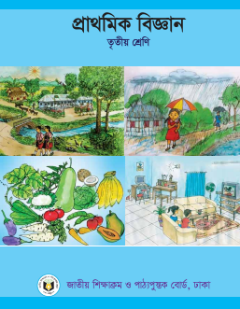 প্রাথমিক বিজ্ঞান
তৃতীয় শ্রেণি
জাতীয় শিক্ষাক্রম ও পাঠ্যপুস্তক বোর্ড, ঢাকা